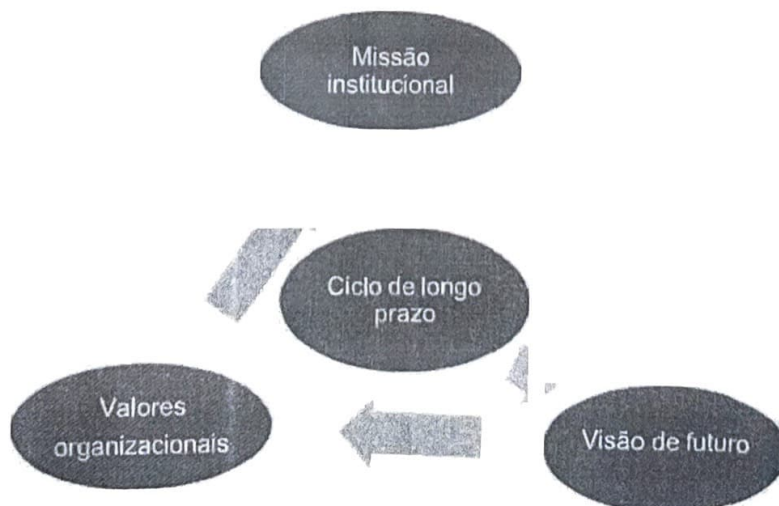 Missão
institucional
Ciclo de longo
prazo
Valores
organizacionais
Visão de futuro